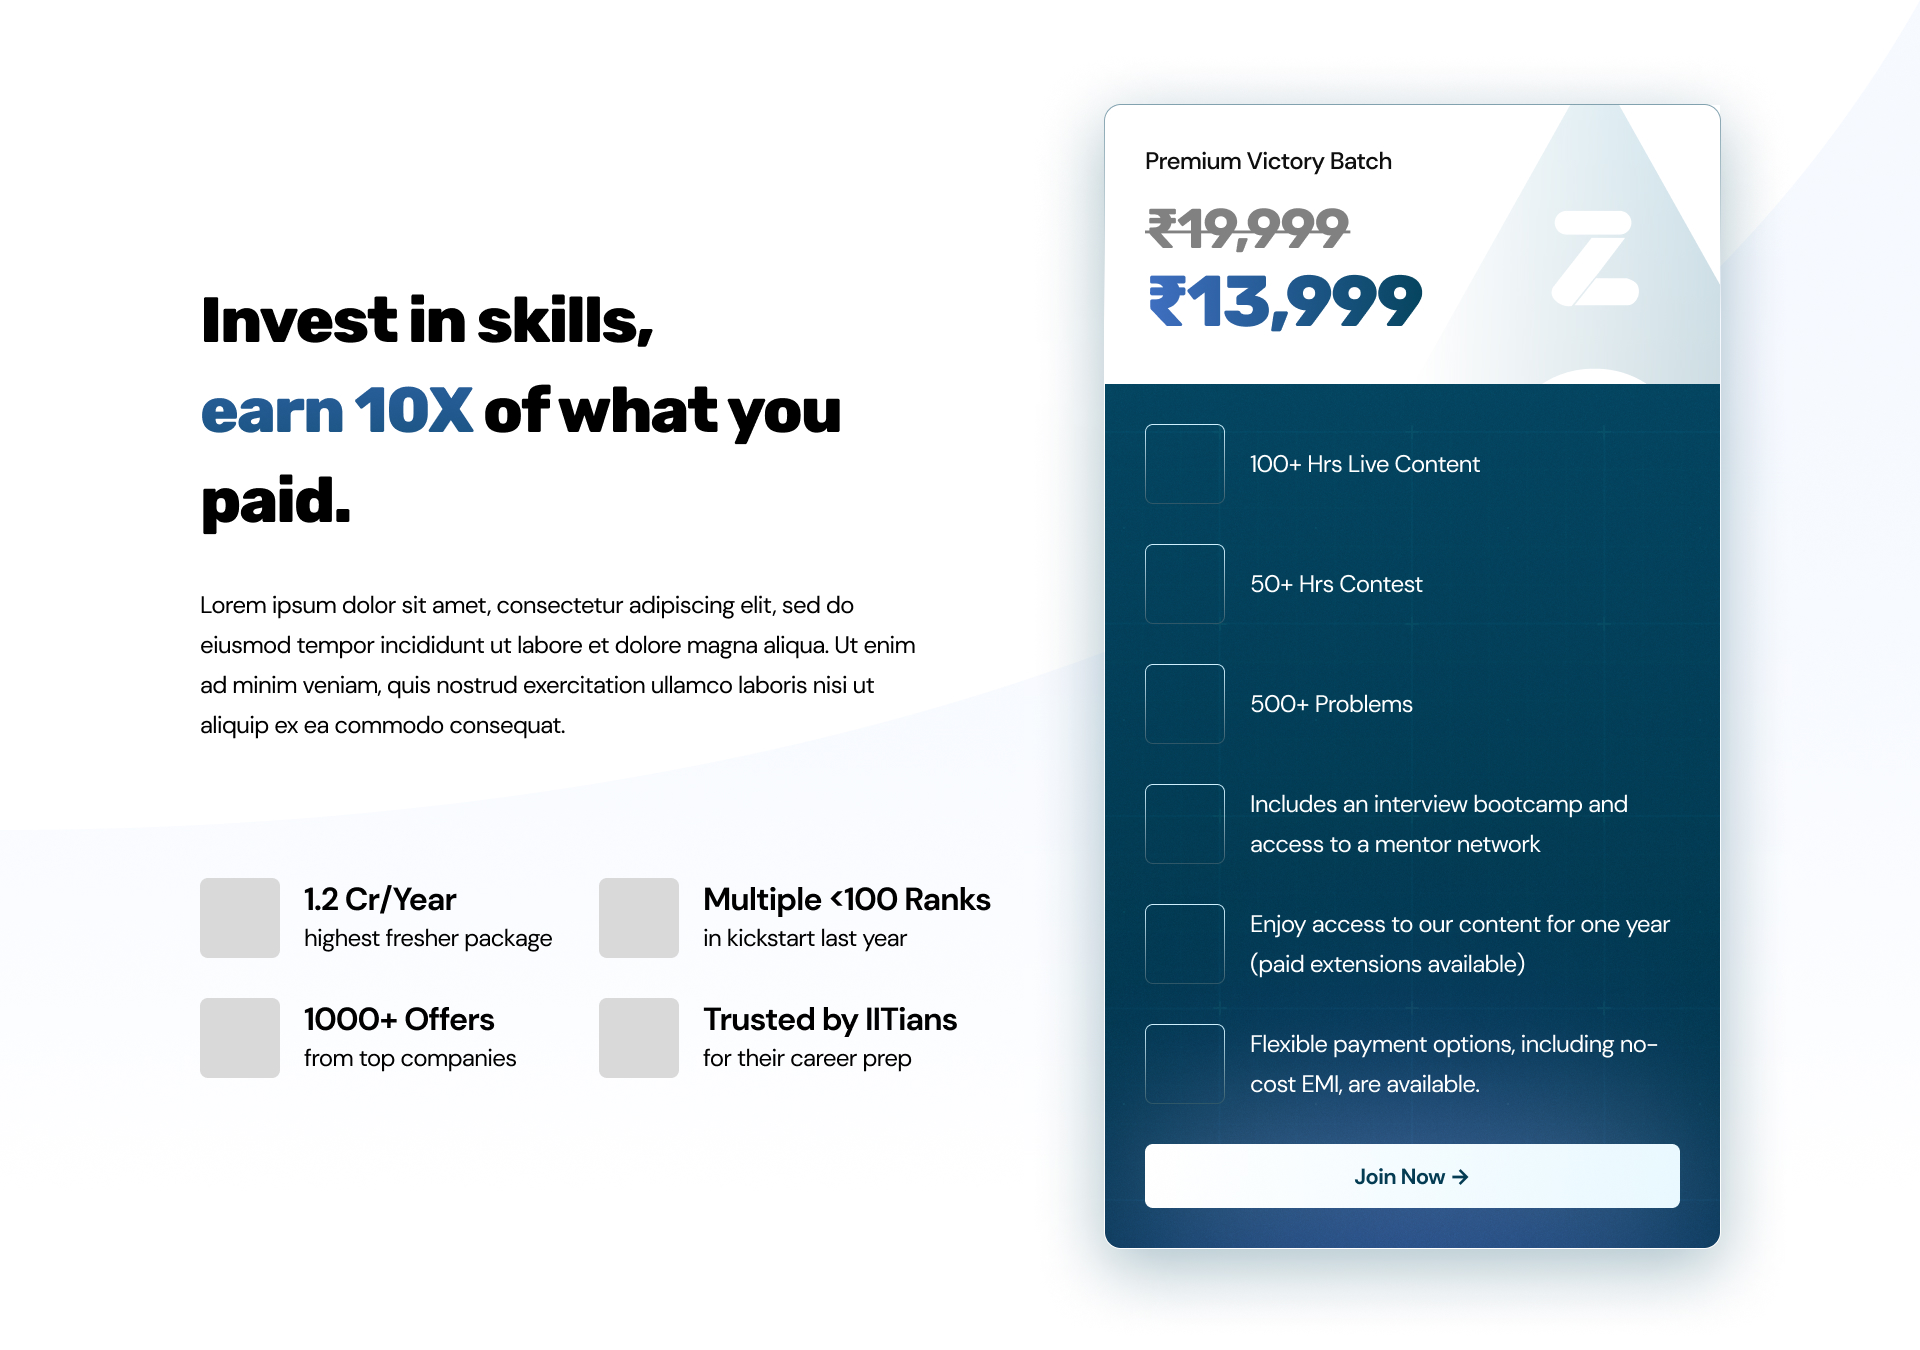 Invest in skills,
earn 10X of what you
paid.
Lorem ipsum dolor sit amet, consectetur adipiscing elit, sed do
eiusmod tempor incididunt ut labore et dolore magna aliqua. Ut enim
ad minim veniam, quis nostrud exercitation ullamco laboris nisi ut
aliquip ex ea commodo consequat.
1.2 Cr/Year
highest fresher package
Multiple <100 Ranks
in kickstart last year
1000+ Offers
from top companies
Trusted by IITians
for their career prep
Premium Victory Batch
₹19,999
₹13,999
Z
100+ Hrs Live Content
50+ Hrs Contest
500+ Problems
Includes an interview bootcamp and
access to a mentor network
Enjoy access to our content for one year
(paid extensions available)
Flexible payment options, including no-
cost EMI, are available.
Join Now →